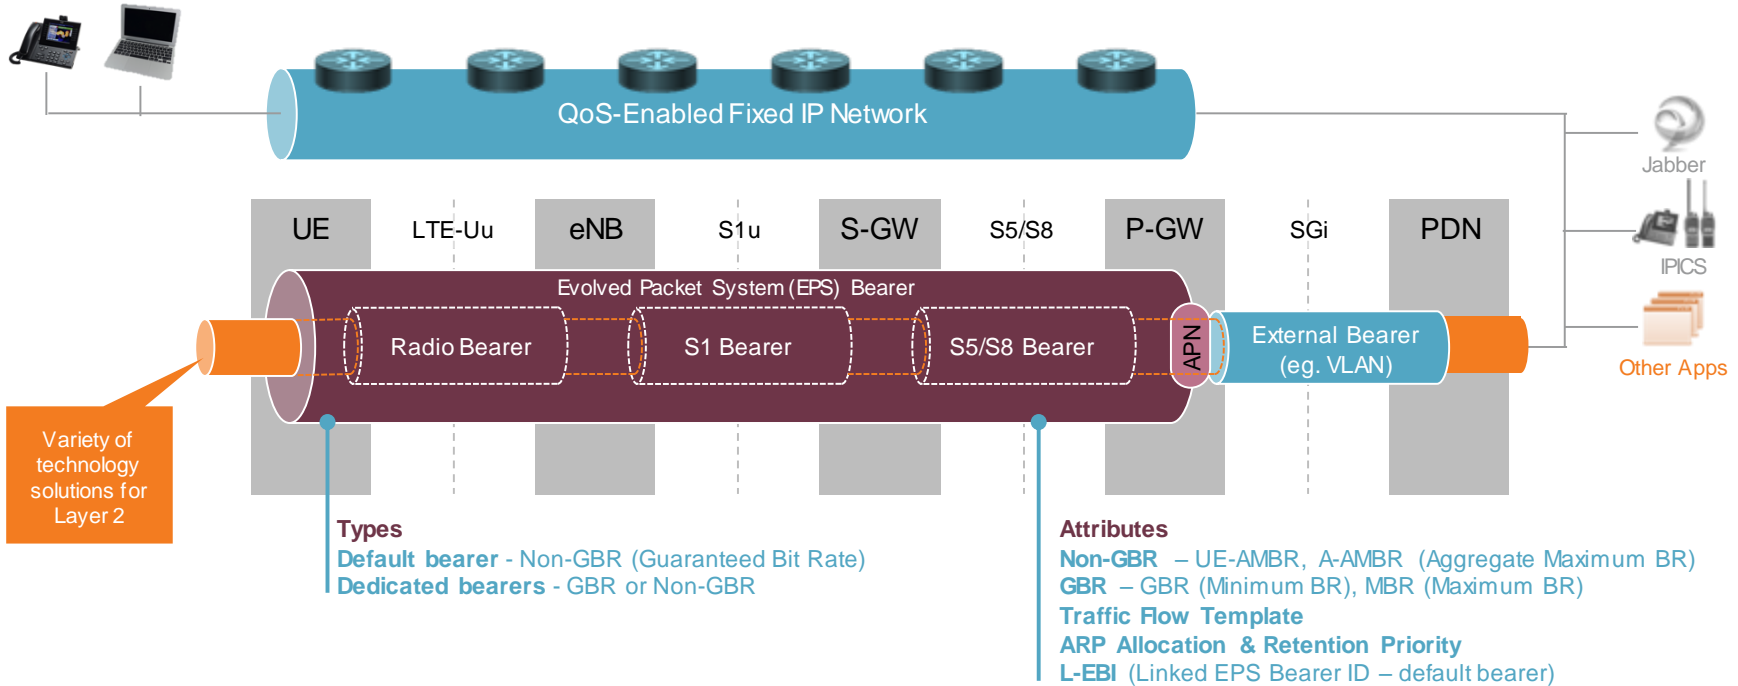 QoS-Enabled Fixed IP Network
Jabber
IPICS
Other Apps
UE
LTE-Uu
eNB
S1u
S-GW
S5/S8
P-GW
SGi
PDN
Evolved Packet System (EPS) Bearer
Radio Bearer
S1 Bearer
S5/S8 Bearer
APN
External Bearer
(eg. VLAN)
Variety of
technology
solutions for
Layer 2
Types
Default bearer - Non-GBR (Guaranteed Bit Rate)
Dedicated bearers - GBR or Non-GBR
Attributes
Non-GBR – UE-AMBR, A-AMBR (Aggregate Maximum BR)
GBR – GBR (Minimum BR), MBR (Maximum BR)
Traffic Flow Template
ARP Allocation & Retention Priority
L-EBI (Linked EPS Bearer ID – default bearer)